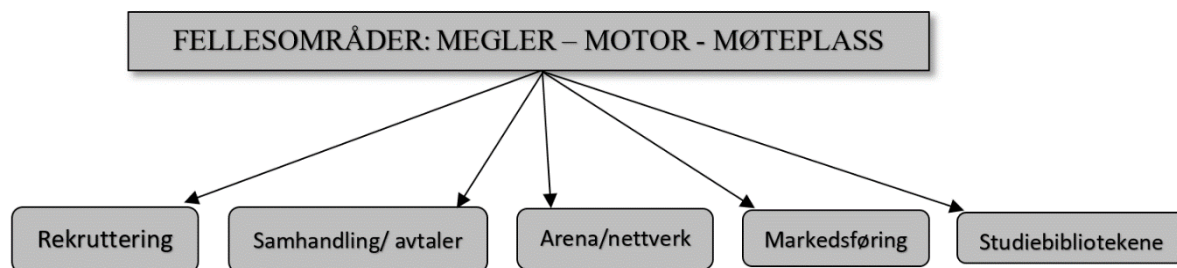 FELLESOMRÅDER: MEGLER – MOTOR - MØTEPLASS
Rekruttering
Samhandling/ avtaler
Arena/nettverk
Markedsføring
Studiebibliotekene